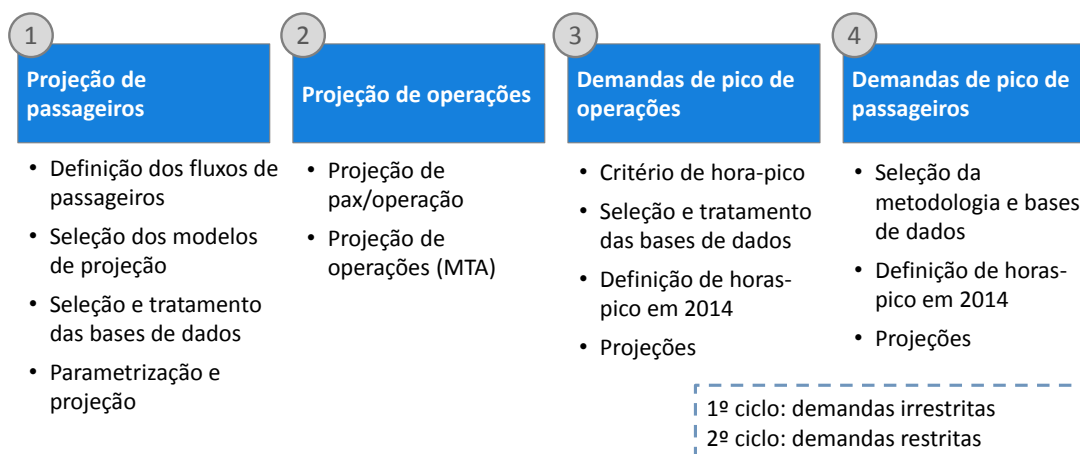 1
Projeção de
passageiros
• Definição dos fluxos de
passageiros
• Seleção dos modelos
de projeção
• Seleção e tratamento
das bases de dados
• Parametrização e
projeção
2
Projeção de operações
• Projeção de
pax/operação
• Projeção de
operações (MTA)
3
Demandas de pico de
operações
• Critério de hora-pico
• Seleção e tratamento
das bases de dados
• Definição de horas-
pico em 2014
• Projeções
4
Demandas de pico de
passageiros
• Seleção da
metodologia e bases
de dados
• Definição de horas-
pico em 2014
• Projeções
1º ciclo: demandas irrestritas
2º ciclo: demandas restritas